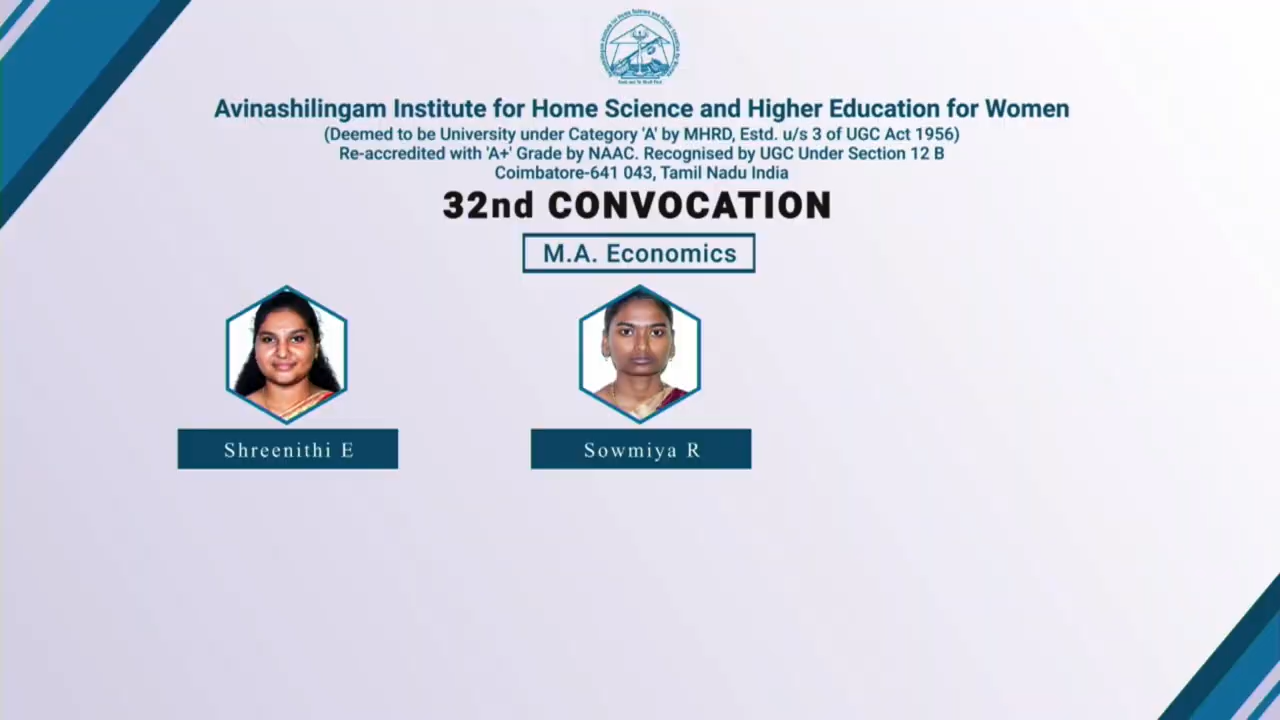 Avinashilingam Institute for Home Science and Higher Education for Women
(Deemed to be University under Category 'A' by MHRD, Estd. u/s 3 of UGC Act 1956)
Re-accredited with 'A+' Grade by NAAC. Recognised by UGC Under Section 12 B
Coimbatore-641 043, Tamil Nadu India
32nd CONVOCATION
M.A. Economics
Shreenithi E
Sowmiya R